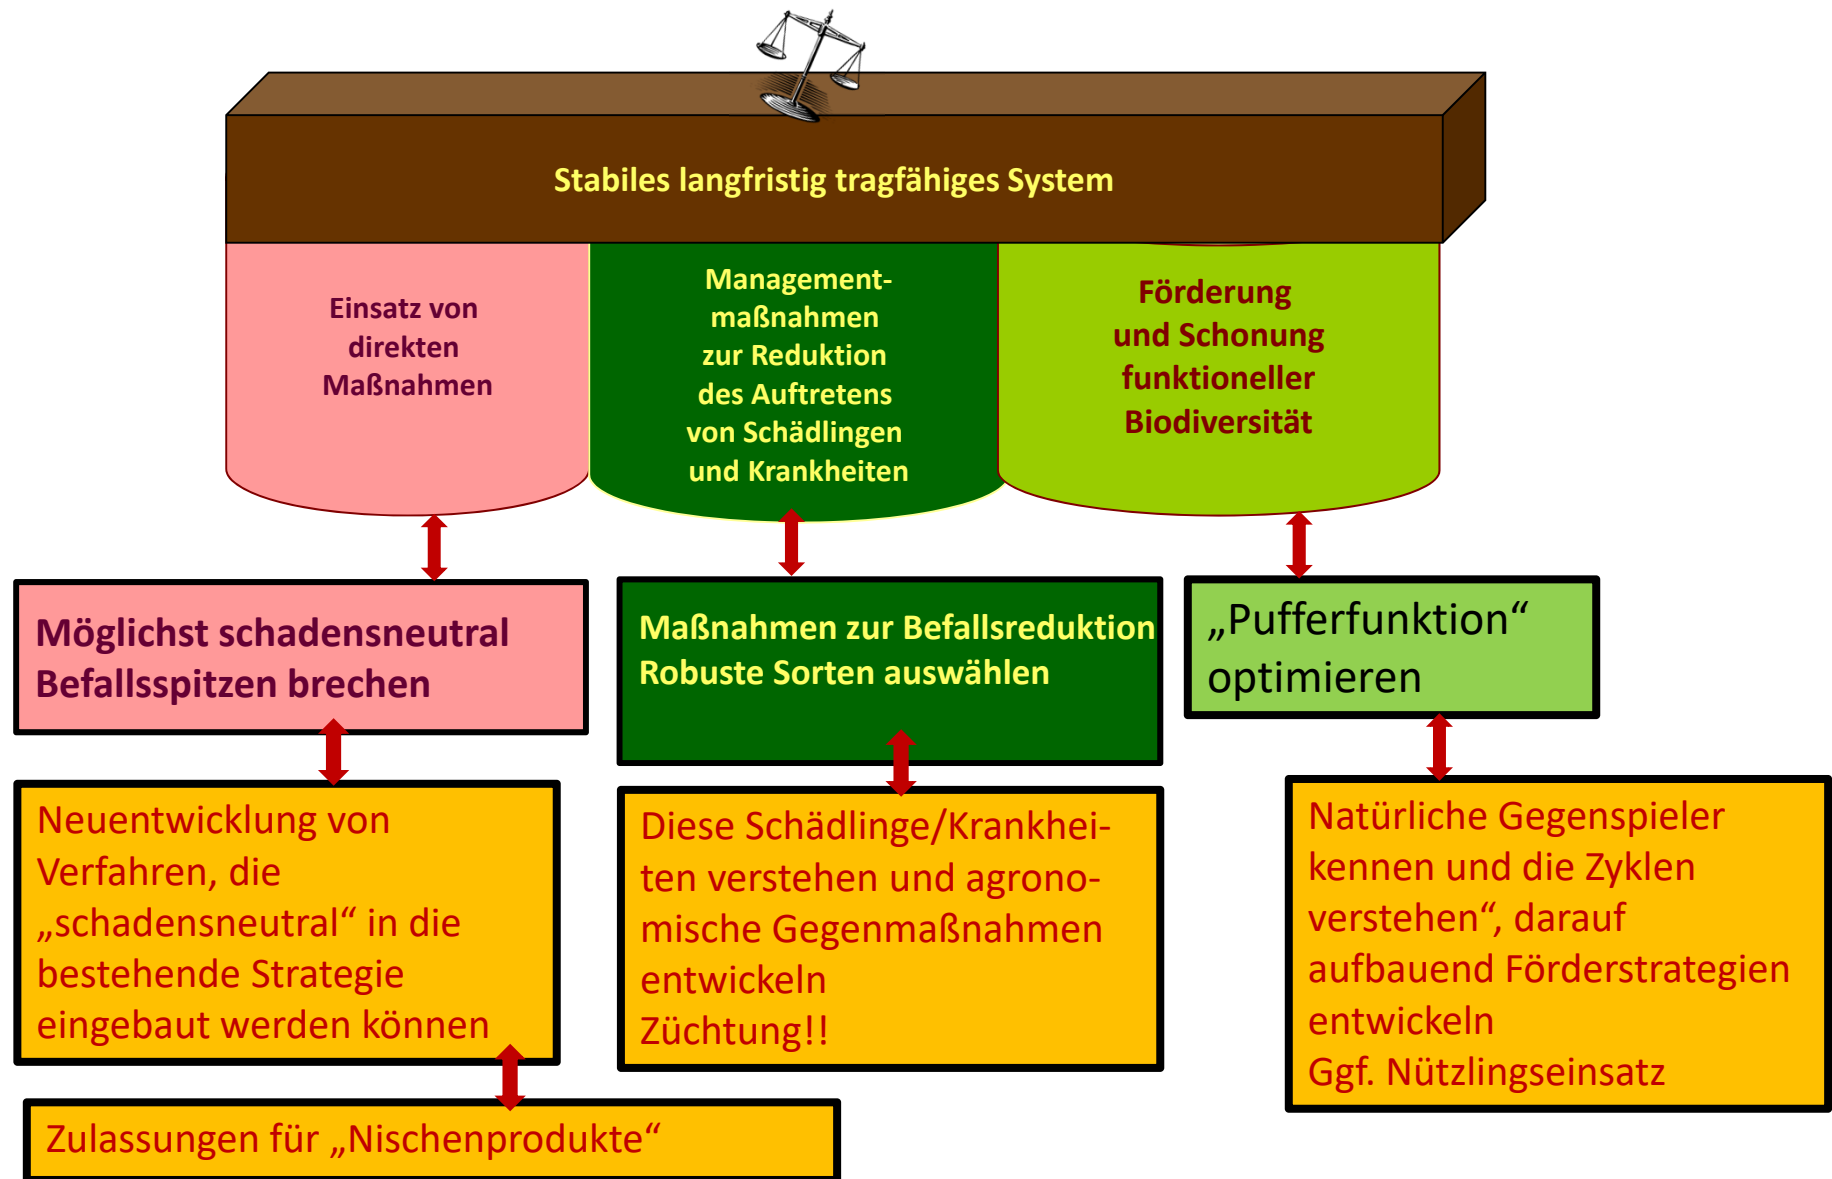 Stabiles langfristig tragfähiges System
Einsatz von
direkten
Maßnahmen
Management-
maßnahmen
zur Reduktion
des Auftretens
von Schädlingen
und Krankheiten
Förderung
und Schonung
funktioneller
Biodiversität
Möglichst schadensneutral
Befallsspitzen brechen
Maßnahmen zur Befallsreduktion
Robuste Sorten auswählen
„Pufferfunktion“
optimieren
Neuentwicklung von
Verfahren, die
„schadensneutral“ in die
bestehende Strategie
eingebaut werden können
Diese Schädlinge/Krankhei-
ten verstehen und agrono-
mische Gegenmaßnahmen
entwickeln
Züchtung!!
Natürliche Gegenspieler
kennen und die Zyklen
verstehen“, darauf
aufbauend Förderstrategien
entwickeln
Ggf. Nützlingseinsatz
Zulassungen für „Nischenprodukte“